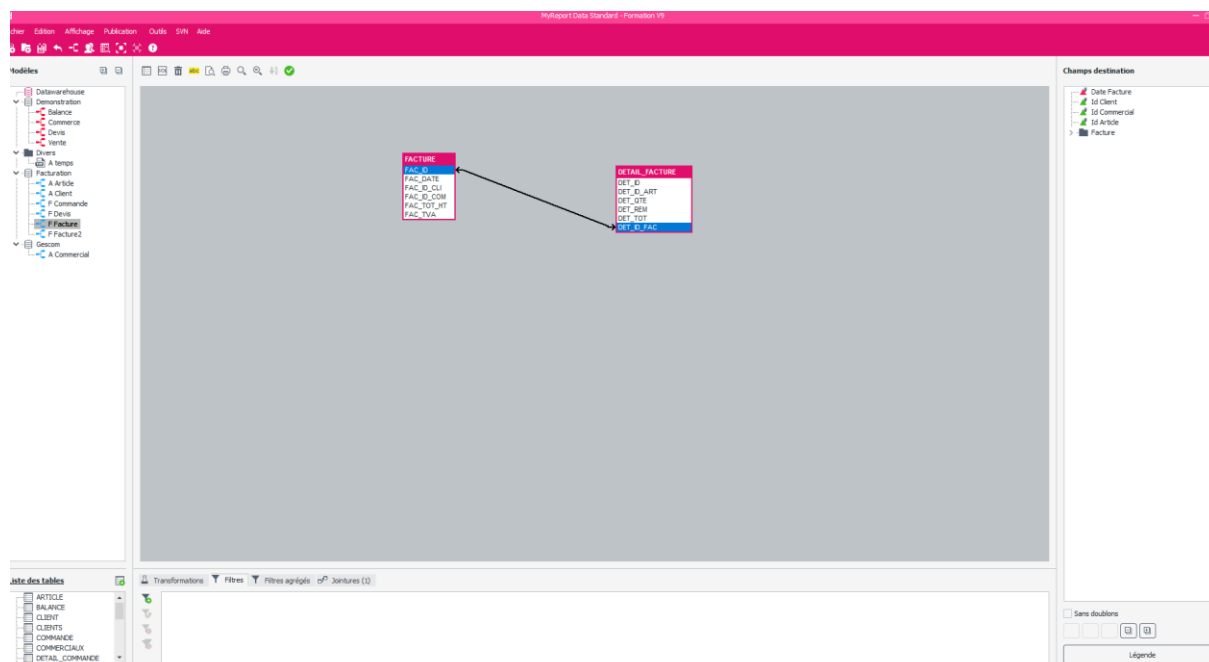 MyReport Data Standard - Formation V9
chier Edition Affichage Publication Outils SVN Aide
Modèles
Datawarehouse
Demonstration
Balance
Commerce
Devis
Vente
Divers
A temps
Facturation
A Article
A Client
F Commande
F Devis
F Facture
F Facture2
Gescom
A Commercial
Liste des tables
ARTICLE
BALANCE
CLIENT
CLIENTS
COMMANDE
COMMERCIAUX
DETAIL_COMMANDE
FACTURE
FAC_ID
FAC_DATE
FAC_ID_CLI
FAC_ID_COM
FAC_TOT_HT
FAC_TVA
DETAIL_FACTURE
DET_ID
DET_ID_ART
DET_QTE
DET_REM
DET_TOT
DET_ID_FAC
Transformations Filtres Filtres agrégés Jointures (1)
Champs destination
Date Facture
Id Client
Id Commercial
Id Article
Facture
Sans doublons
Légende